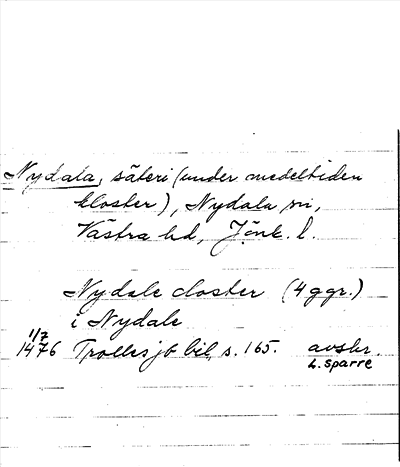 Nydala, säteri (under medeltiden
kloster), Nydala sn,
Västra hd, Jönk. l.
Nydale closter (4 ggr.)
i Nydale
1/7
1476 Trolles jb bil. s. 165. avskr.
L. Sparre